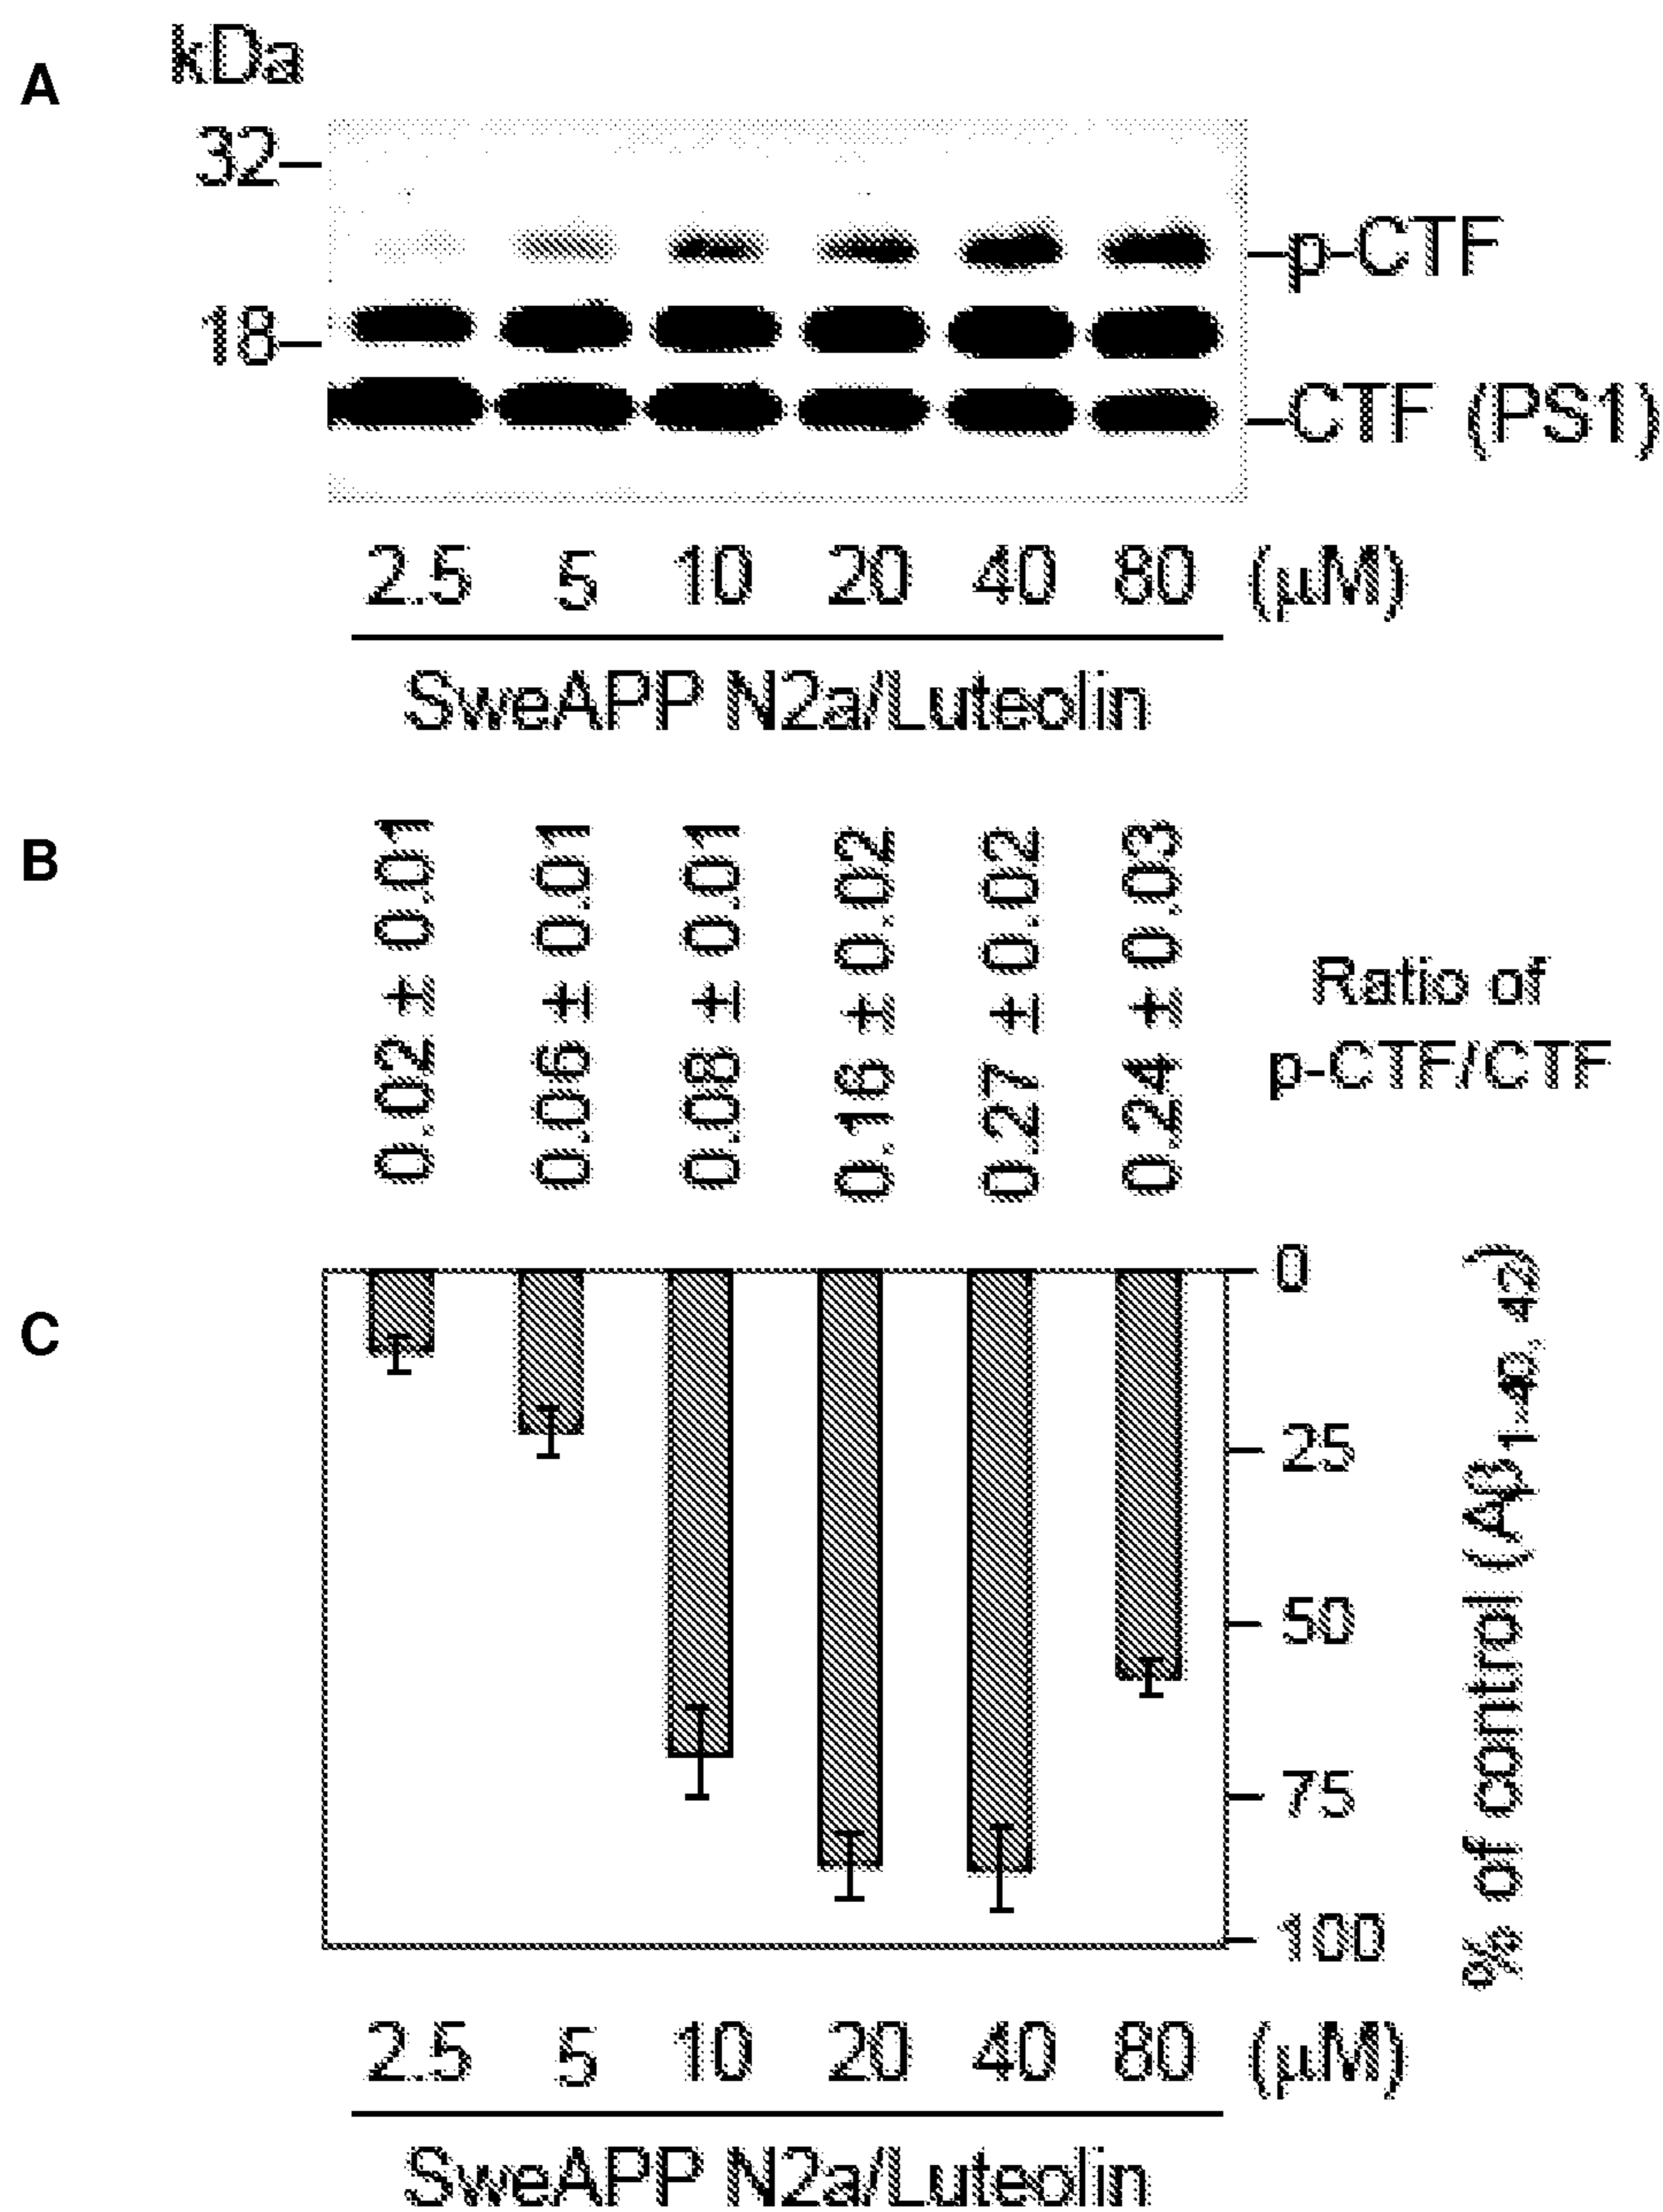 A
kDa
32
p-CTF
18
CTF (PS1)
2.5 5 10 20 40 80 (μM)
SweAPP N2a/Luteolin
B
0.02 ± 0.01
0.06 ± 0.01
0.08 ± 0.01
0.16 ± 0.02
0.27 ± 0.02
0.24 ± 0.03
Ratio of
p-CTF/CTF
C
0
25
50
75
100
% of control (Aβ1-40, 42)
2.5 5 10 20 40 80 (μM)
SweAPP N2a/Luteolin